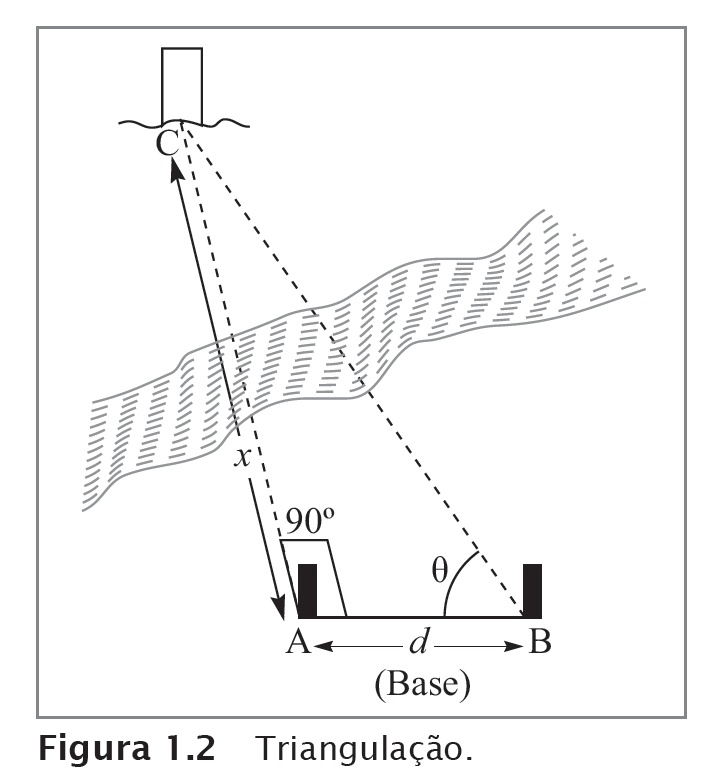 C
x
90º
θ
A d B
(Base)
Figura 1.2 Triangulação.